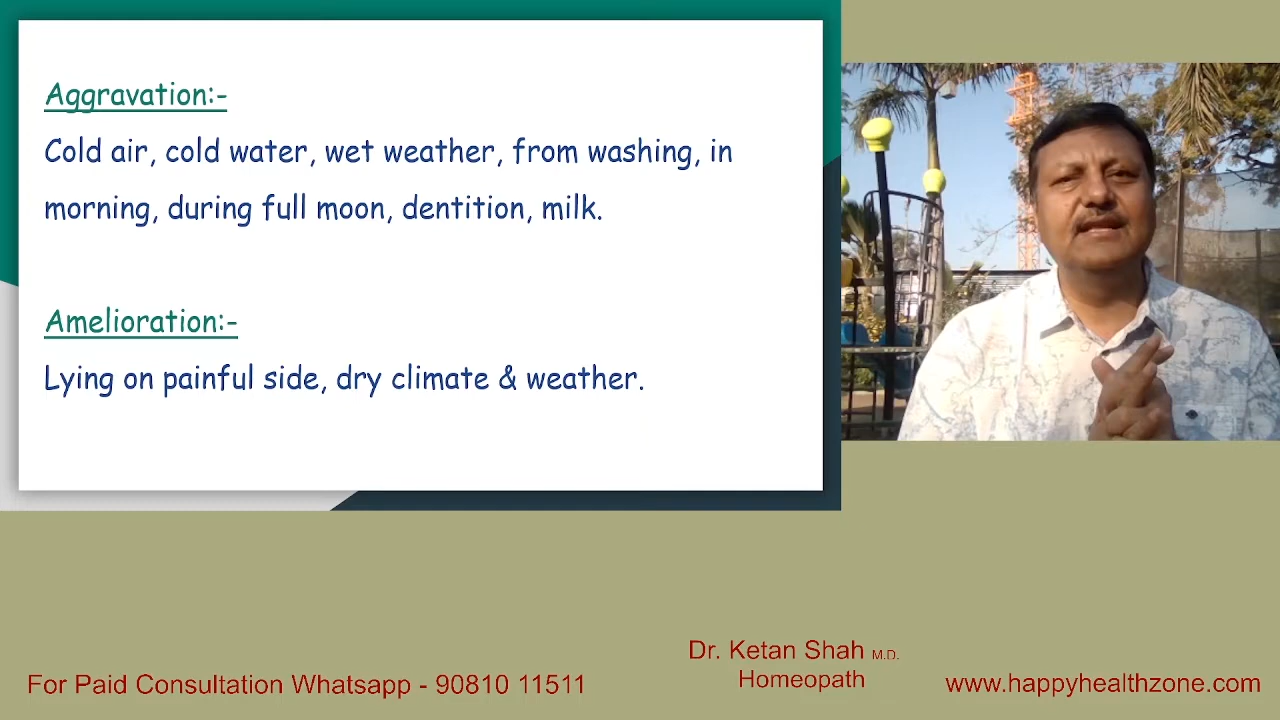 Aggravation:-
Cold air, cold water, wet weather, from washing, in
morning, during full moon, dentition, milk.
Amelioration:-
Lying on painful side, dry climate & weather.
Dr. Ketan Shah M.D.
Homeopath
For Paid Consultation Whatsapp - 90810 11511
www.happyhealthzone.com